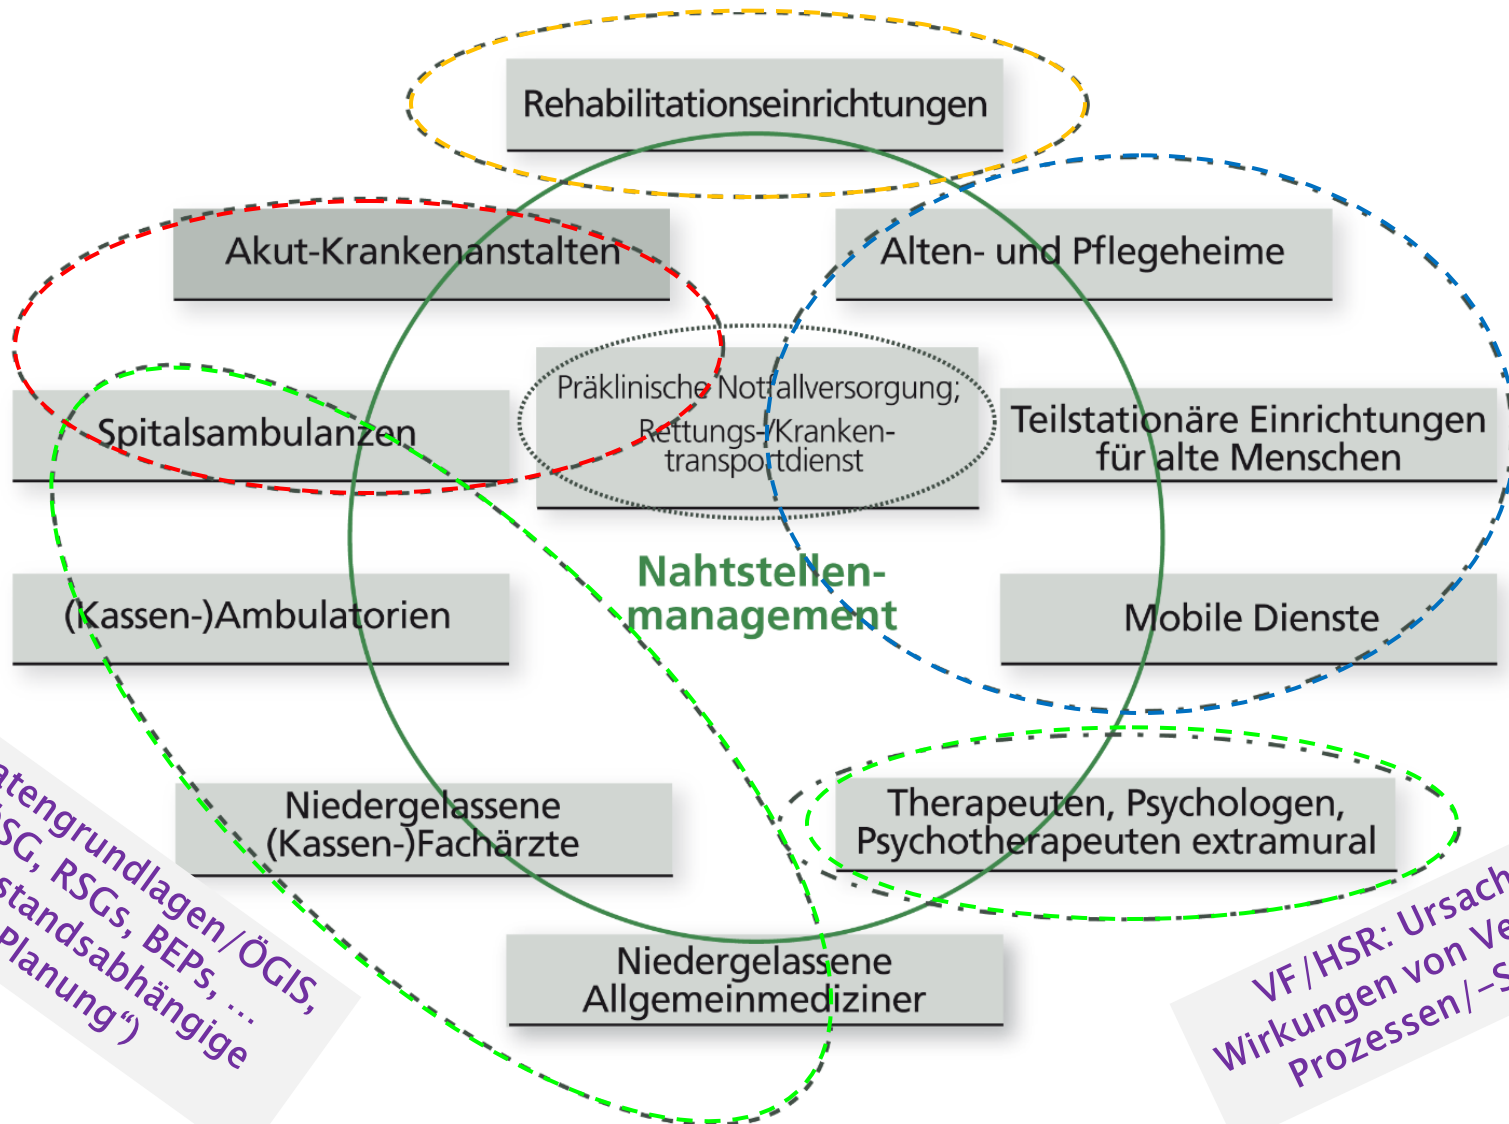 Rehabilitationseinrichtungen
Akut-Krankenanstalten
Alten- und Pflegeheime
Präklinische Notfallversorgung;
Rettungs-/Kranken-
transportdienst
Spitalsambulanzen
Teilstationäre Einrichtungen
für alte Menschen
Nahtstellen-
management
(Kassen-)Ambulatorien
Mobile Dienste
Niedergelassene
(Kassen-)Fachärzte
Therapeuten, Psychologen,
Psychotherapeuten extramural
Niedergelassene
Allgemeinmediziner
atengrundlagen/ÖGIS,
SG, RSGs, BEPs, ...
standsabhängige
Planung“)
VF/HSR: Ursach
Wirkungen von Ve
Prozessen/-S